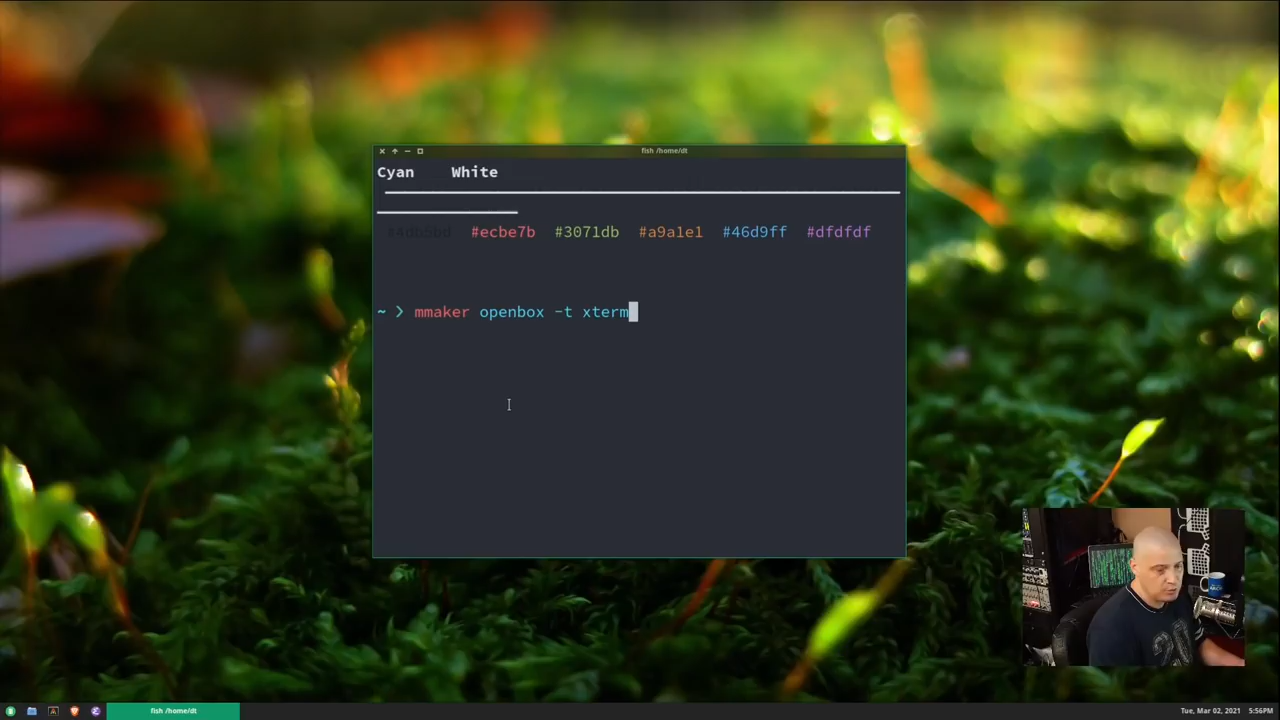 fish /home/dt
Cyan White
#4db5bd #ecbe7b #3071db #a9a1e1 #46d9ff #dfdfdf
~ ❯ mmaker openbox -t xterm
fish /home/dt
Tue, Mar 02, 2021 5:56PM